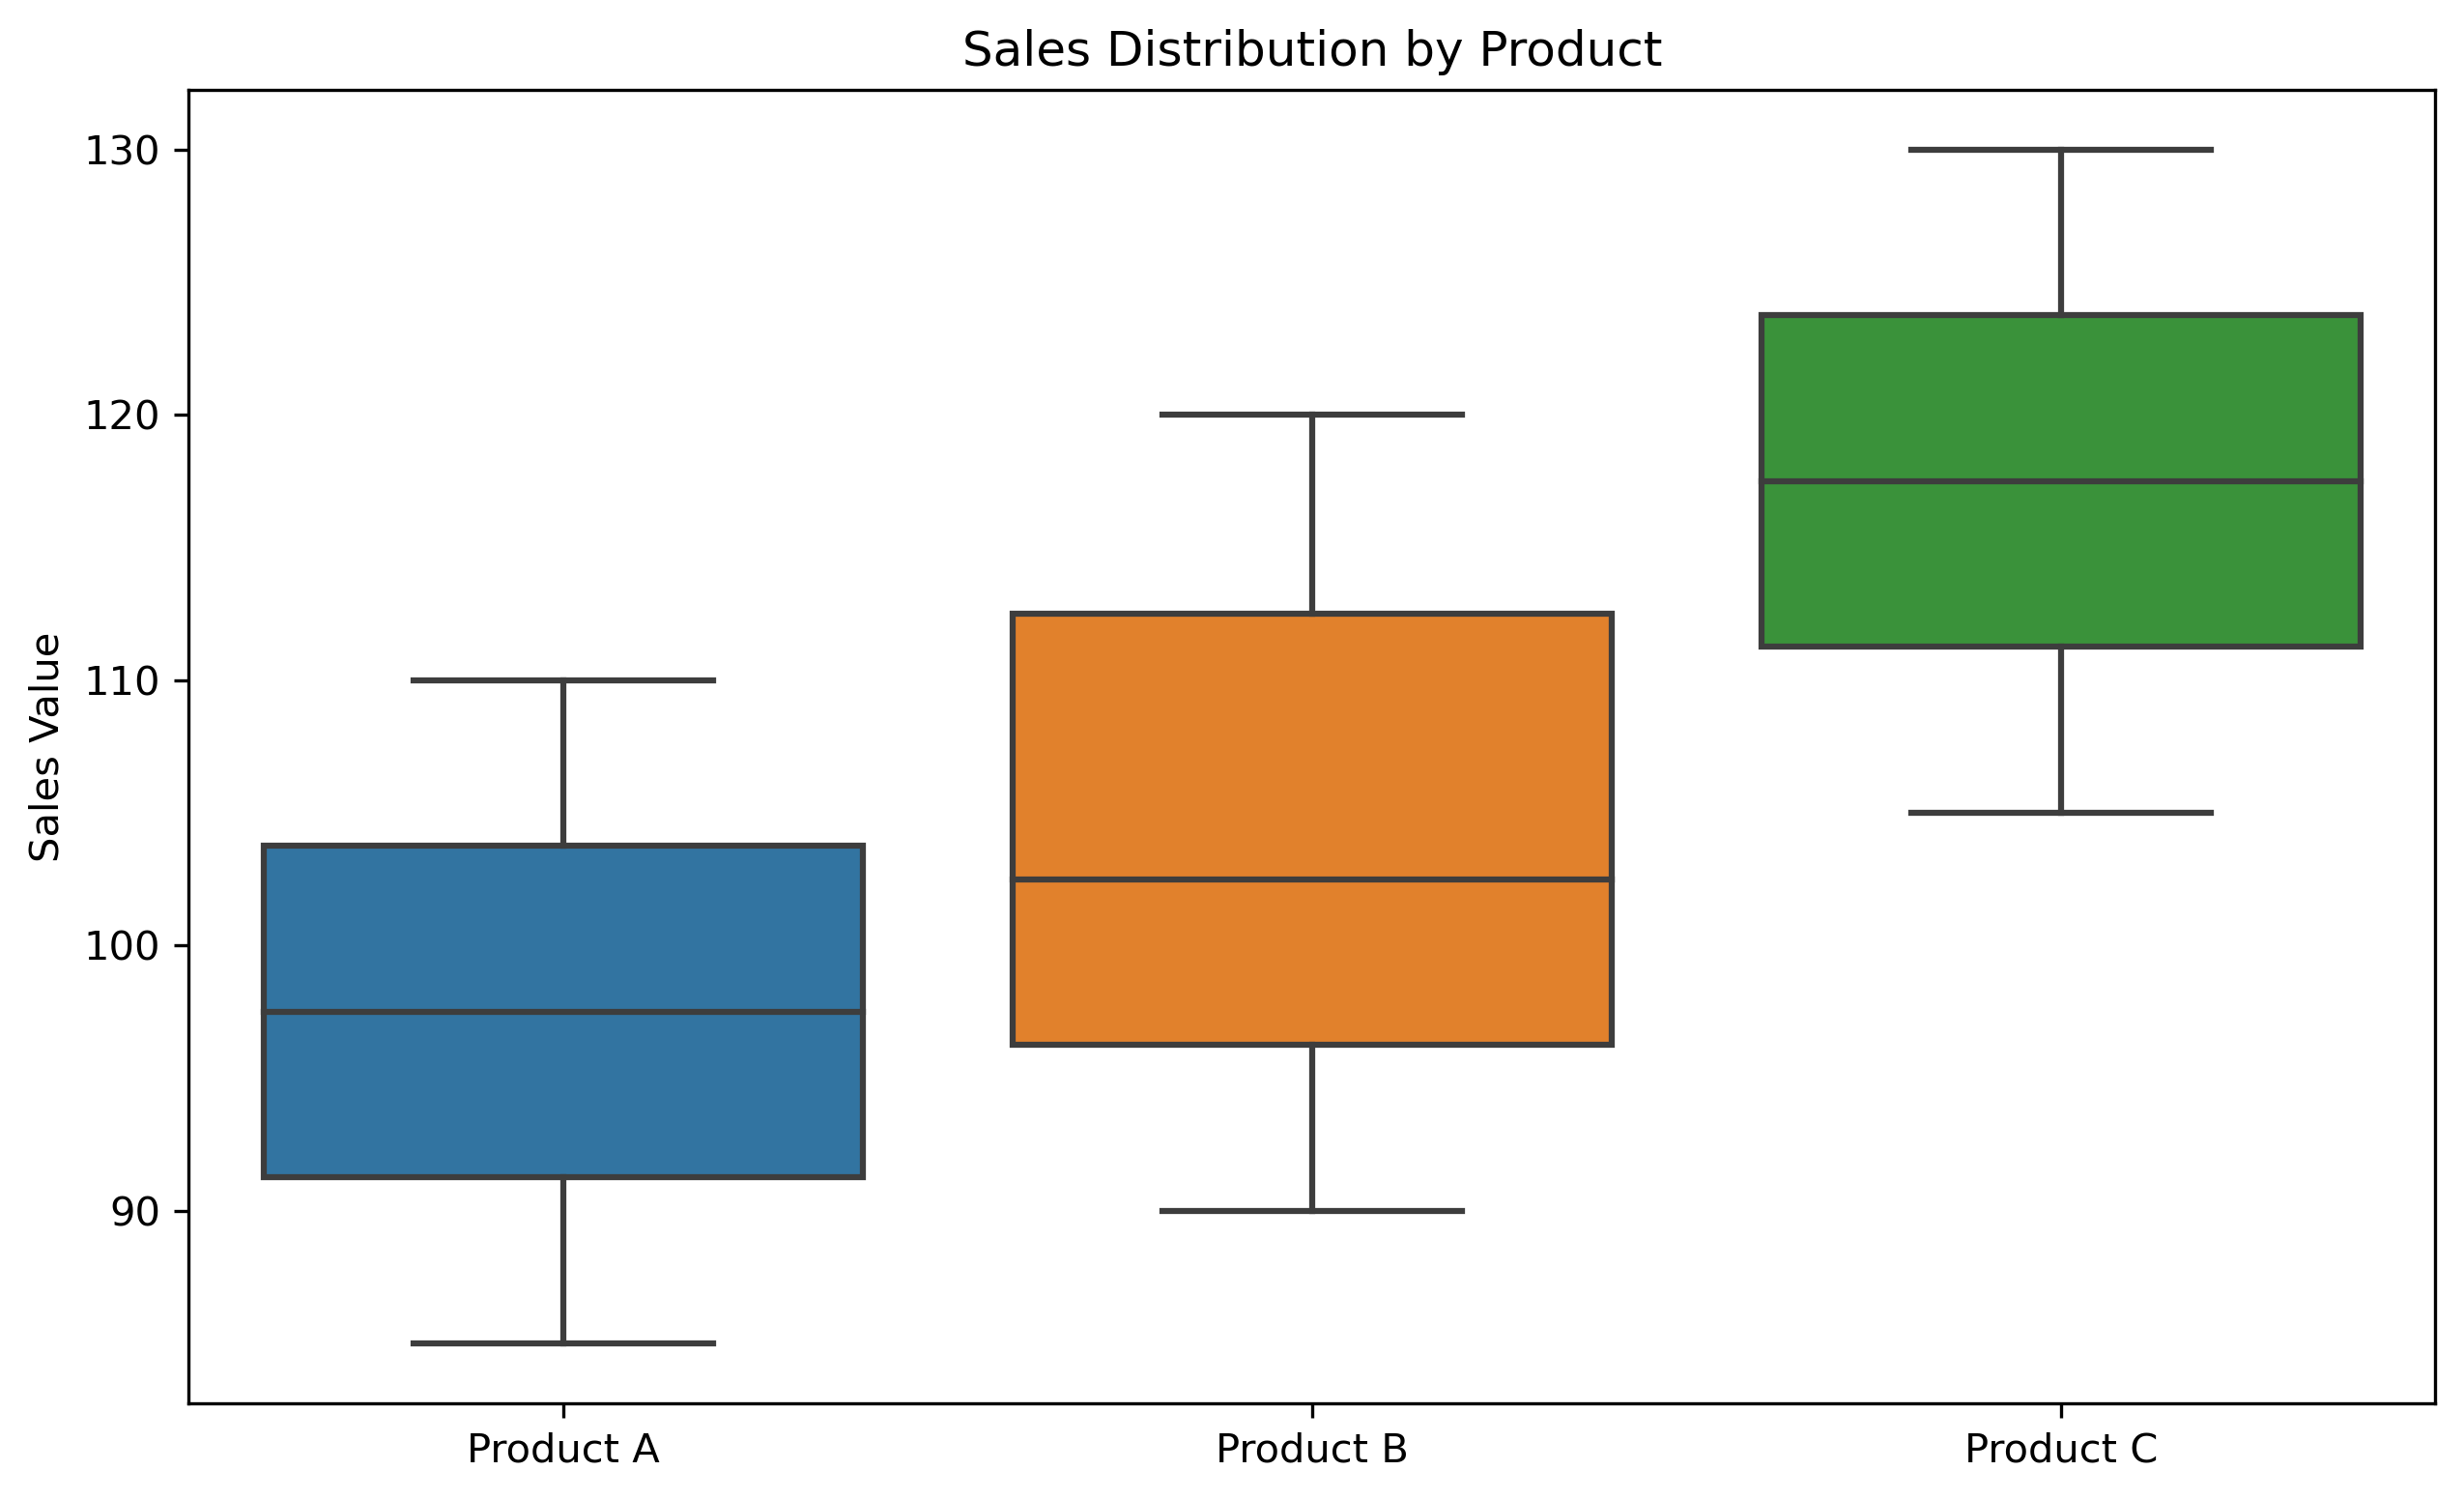 Sales Distribution by Product
Sales Value
130
120
110
100
90
Product A
Product B
Product C